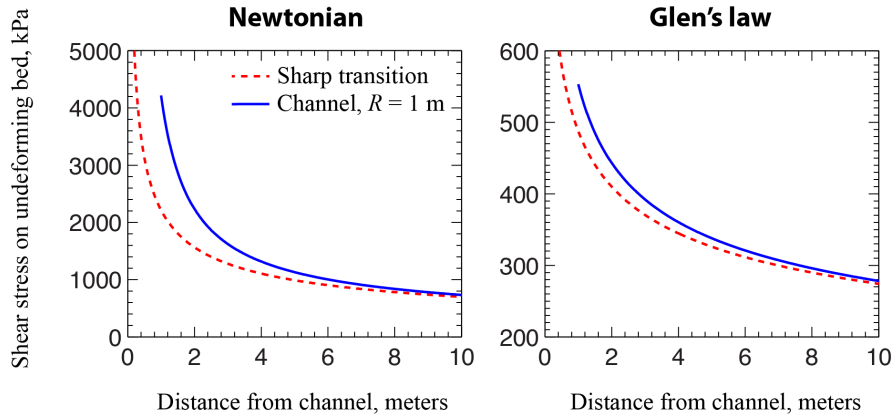 Newtonian
Shear stress on undeforming bed, kPa
5000
4000
3000
2000
1000
0
Sharp transition
Channel, R = 1 m
0 2 4 6 8 10
Distance from channel, meters
Glen's law
600
500
400
300
200
0 2 4 6 8 10
Distance from channel, meters